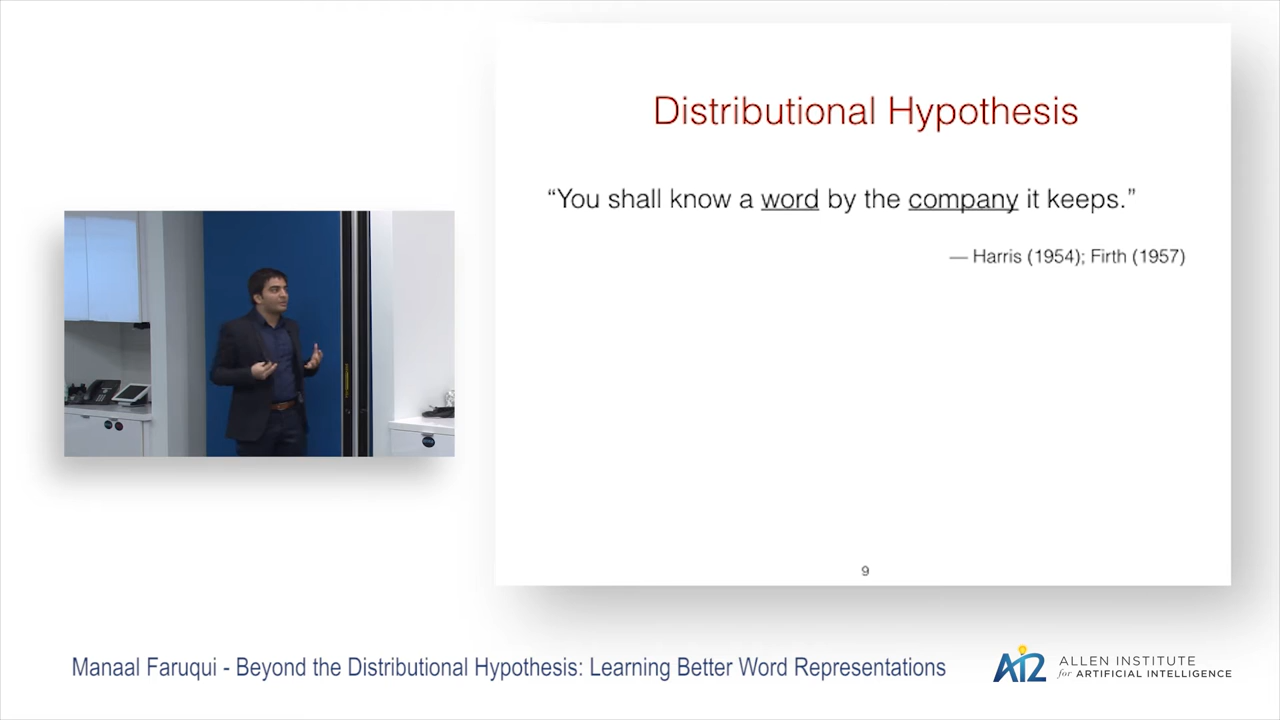 Distributional Hypothesis
“You shall know a word by the company it keeps.”
— Harris (1954); Firth (1957)
9
Manaal Faruqui - Beyond the Distributional Hypothesis: Learning Better Word Representations
AI2
ALLEN INSTITUTE
for ARTIFICIAL INTELLIGENCE